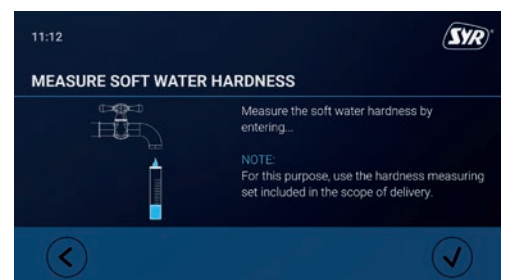 11:12
SYR®
MEASURE SOFT WATER HARDNESS
Measure the soft water hardness by
entering...
NOTE:
For this purpose, use the hardness measuring
set included in the scope of delivery.